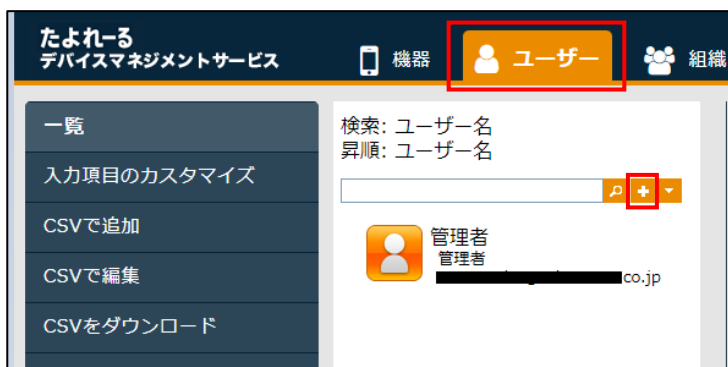 たよれーる
デバイスマネジメントサービス
機器
ユーザー
組織
一覧
入力項目のカスタマイズ
CSVで追加
CSVで編集
CSVをダウンロード
検索: ユーザー名
昇順: ユーザー名
管理者
管理者
co.jp